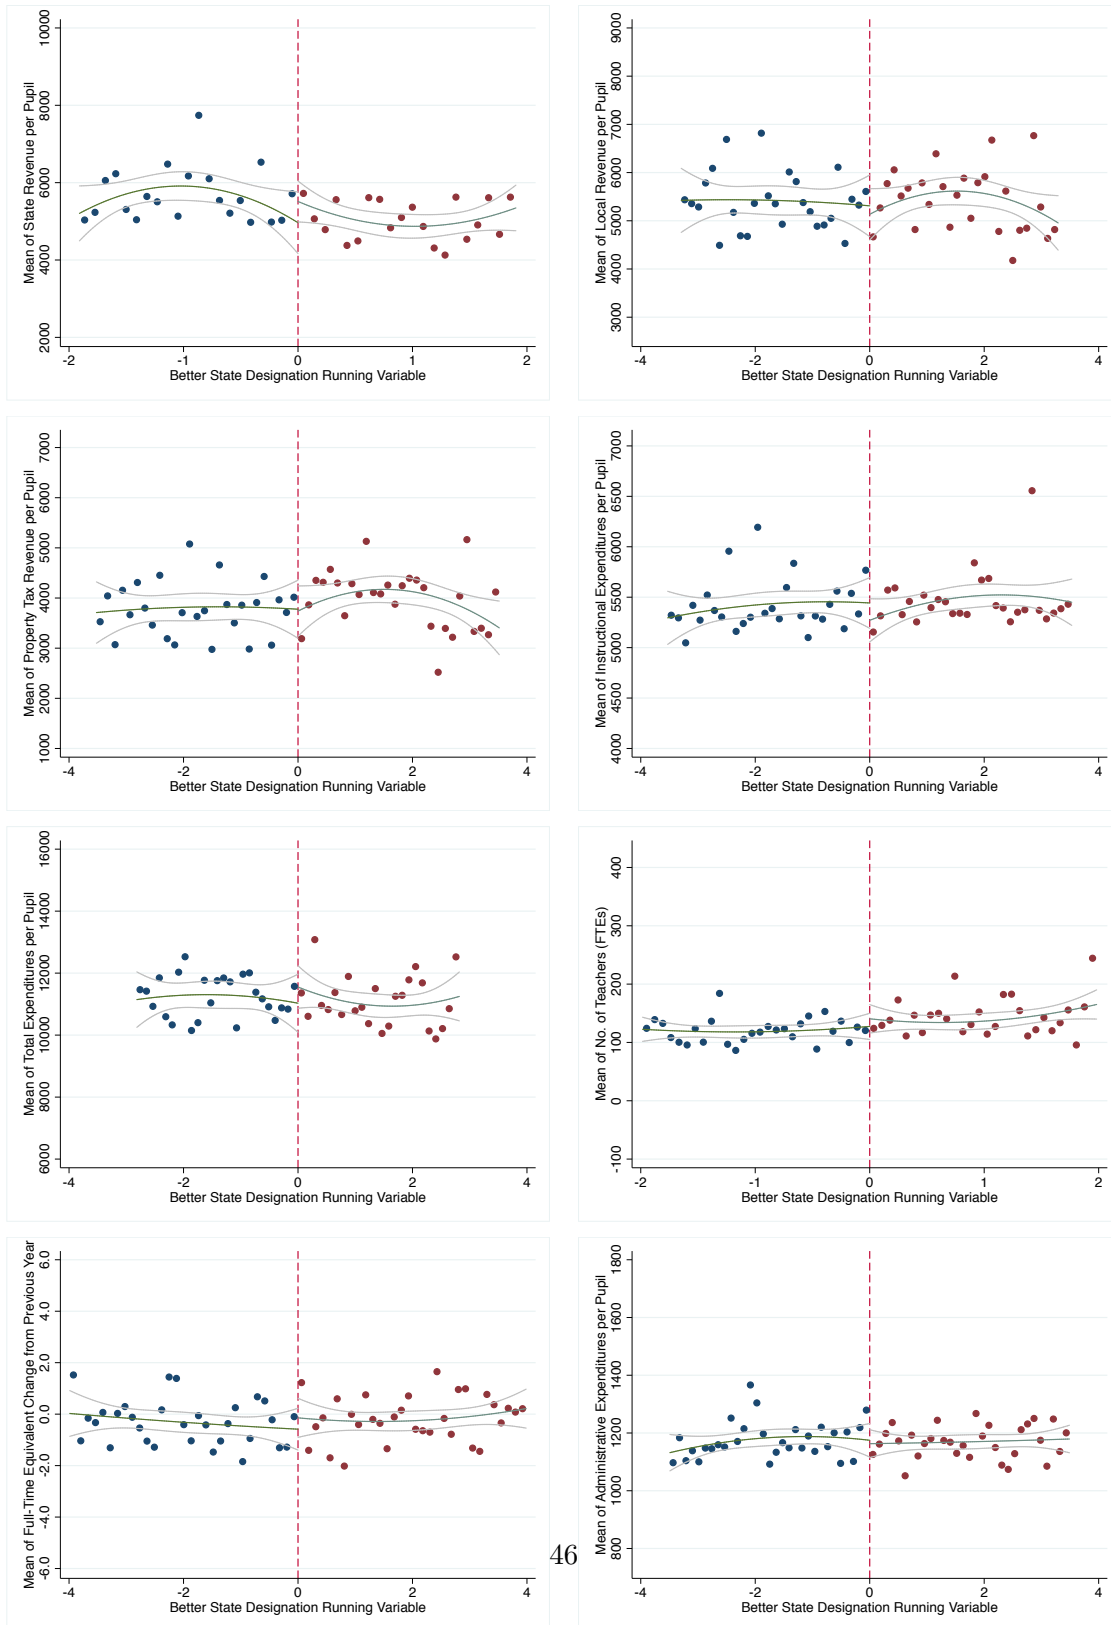 Mean of State Revenue per Pupil
10000
8000
6000
4000
2000
-2 -1 0 1 2
Better State Designation Running Variable
Mean of Local Revenue per Pupil
9000
8000
7000
6000
5000
4000
3000
-4 -2 0 2 4
Better State Designation Running Variable
Mean of Property Tax Revenue per Pupil
7000
6000
5000
4000
3000
2000
1000
-4 -2 0 2 4
Better State Designation Running Variable
Mean of Instructional Expenditures per Pupil
7000
6500
6000
5500
5000
4500
4000
-4 -2 0 2 4
Better State Designation Running Variable
Mean of Total Expenditures per Pupil
16000
14000
12000
10000
8000
6000
-4 -2 0 2 4
Better State Designation Running Variable
Mean of No. of Teachers (FTEs)
400
300
200
100
0
-100
-2 -1 0 1 2
Better State Designation Running Variable
Mean of Full-Time Equivalent Change from Previous Year
6.0
4.0
2.0
0.0
-2.0
-4.0
-6.0
-4 -2 0 2 4
Better State Designation Running Variable
Mean of Administrative Expenditures per Pupil
1800
1600
1400
1200
1000
800
-4 -2 0 2 4
Better State Designation Running Variable
46